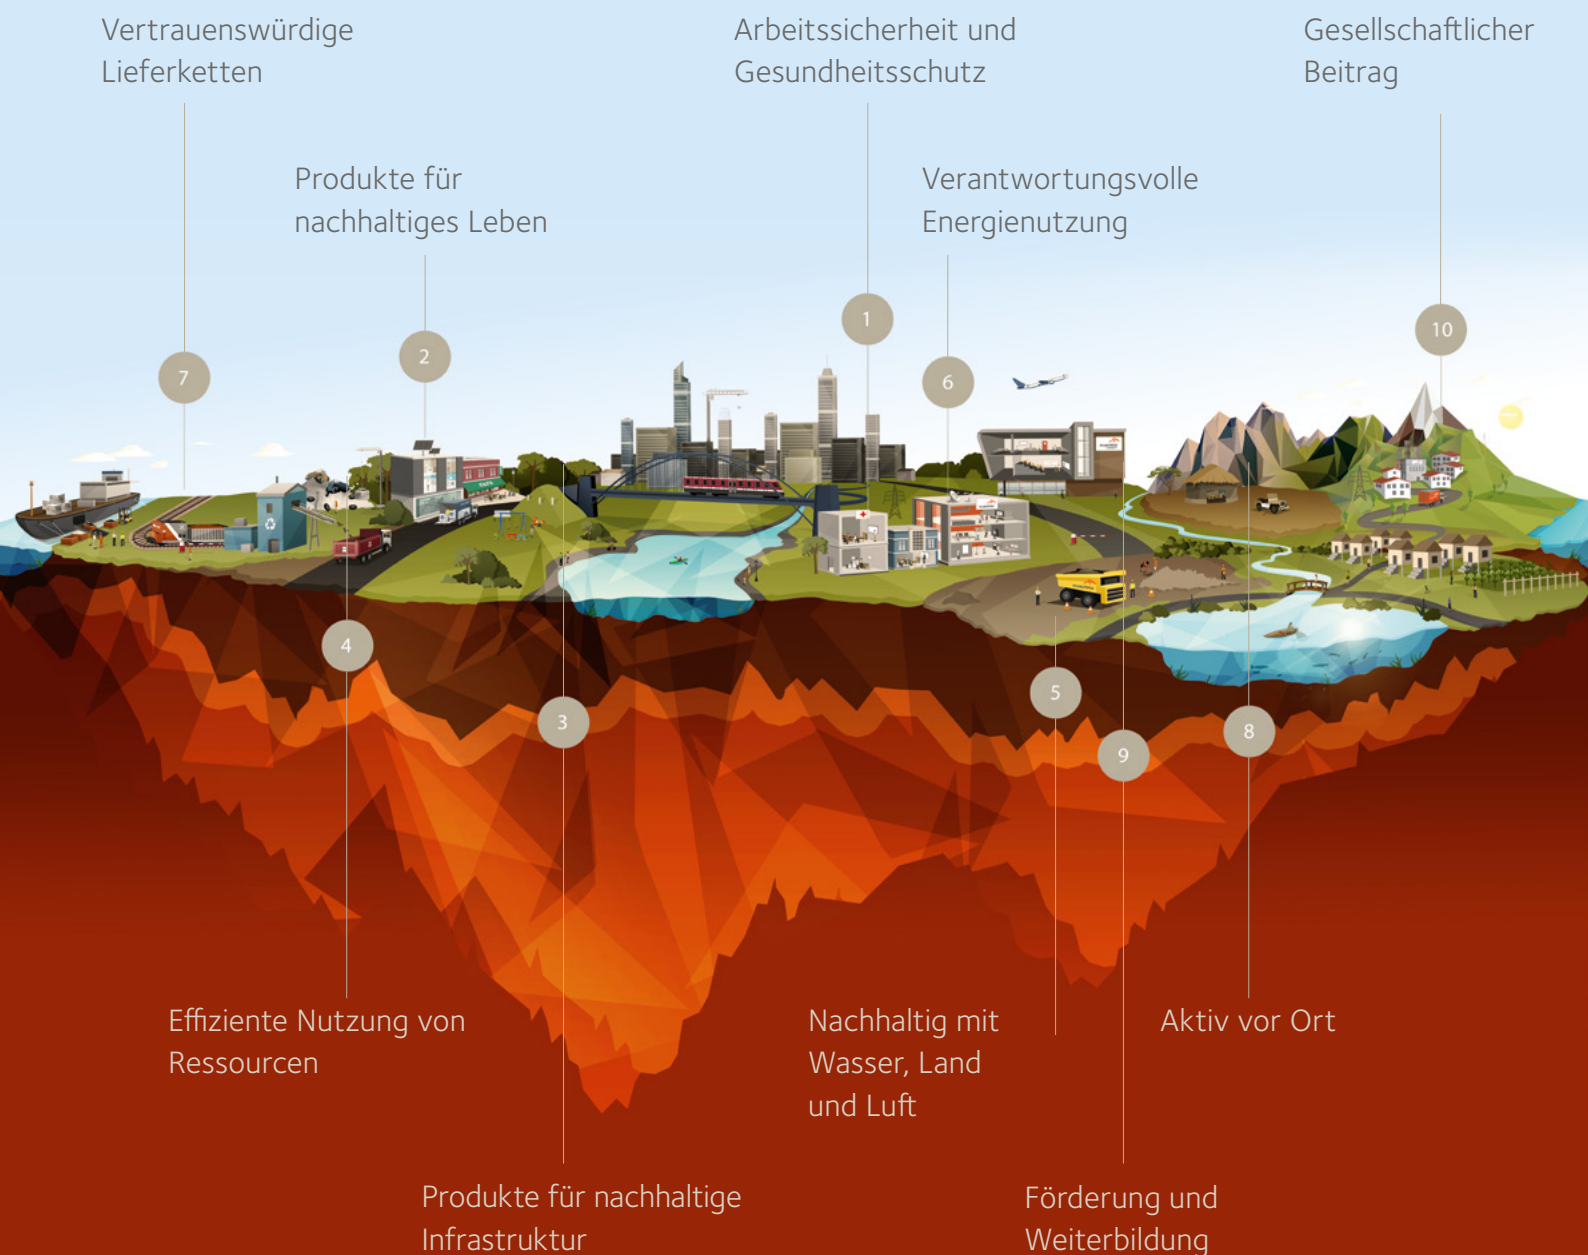 Vertrauenswürdige
Lieferketten
Arbeitssicherheit und
Gesundheitsschutz
Gesellschaftlicher
Beitrag
Produkte für
nachhaltiges Leben
Verantwortungsvolle
Energienutzung
1
10
2
7
6
4
5
3
8
9
Effiziente Nutzung von
Ressourcen
Nachhaltig mit
Wasser, Land
und Luft
Aktiv vor Ort
Produkte für nachhaltige
Infrastruktur
Förderung und
Weiterbildung